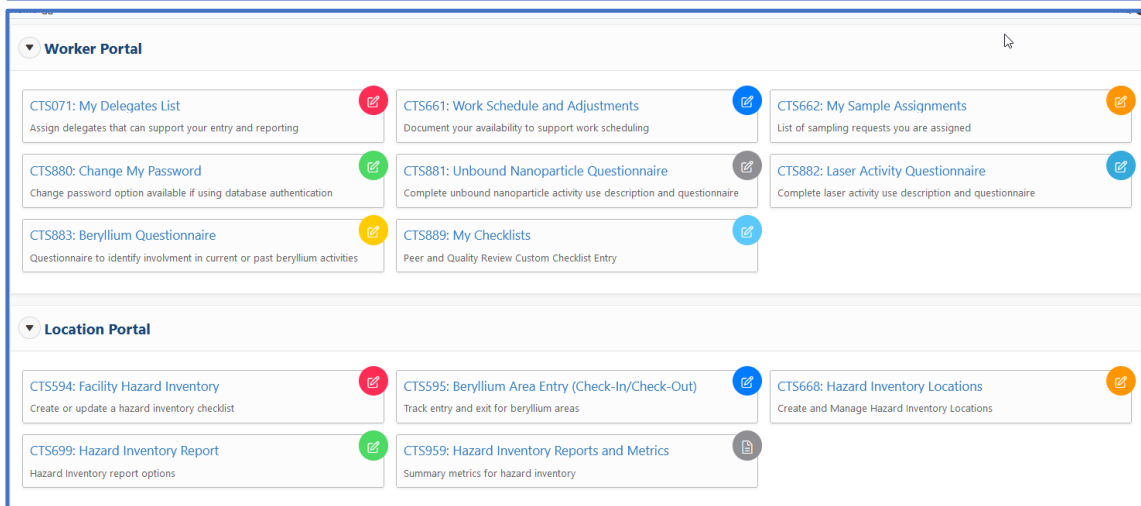 Worker Portal
CTS071: My Delegates List
Assign delegates that can support your entry and reporting
CTS661: Work Schedule and Adjustments
Document your availability to support work scheduling
CTS662: My Sample Assignments
List of sampling requests you are assigned
CTS880: Change My Password
Change password option available if using database authentication
CTS881: Unbound Nanoparticle Questionnaire
Complete unbound nanoparticle activity use description and questionnaire
CTS882: Laser Activity Questionnaire
Complete laser activity use description and questionnaire
CTS883: Beryllium Questionnaire
Questionnaire to identify involvment in current or past beryllium activities
CTS889: My Checklists
Peer and Quality Review Custom Checklist Entry
Location Portal
CTS594: Facility Hazard Inventory
Create or update a hazard inventory checklist
CTS595: Beryllium Area Entry (Check-In/Check-Out)
Track entry and exit for beryllium areas
CTS668: Hazard Inventory Locations
Create and Manage Hazard Inventory Locations
CTS699: Hazard Inventory Report
Hazard Inventory report options
CTS959: Hazard Inventory Reports and Metrics
Summary metrics for hazard inventory